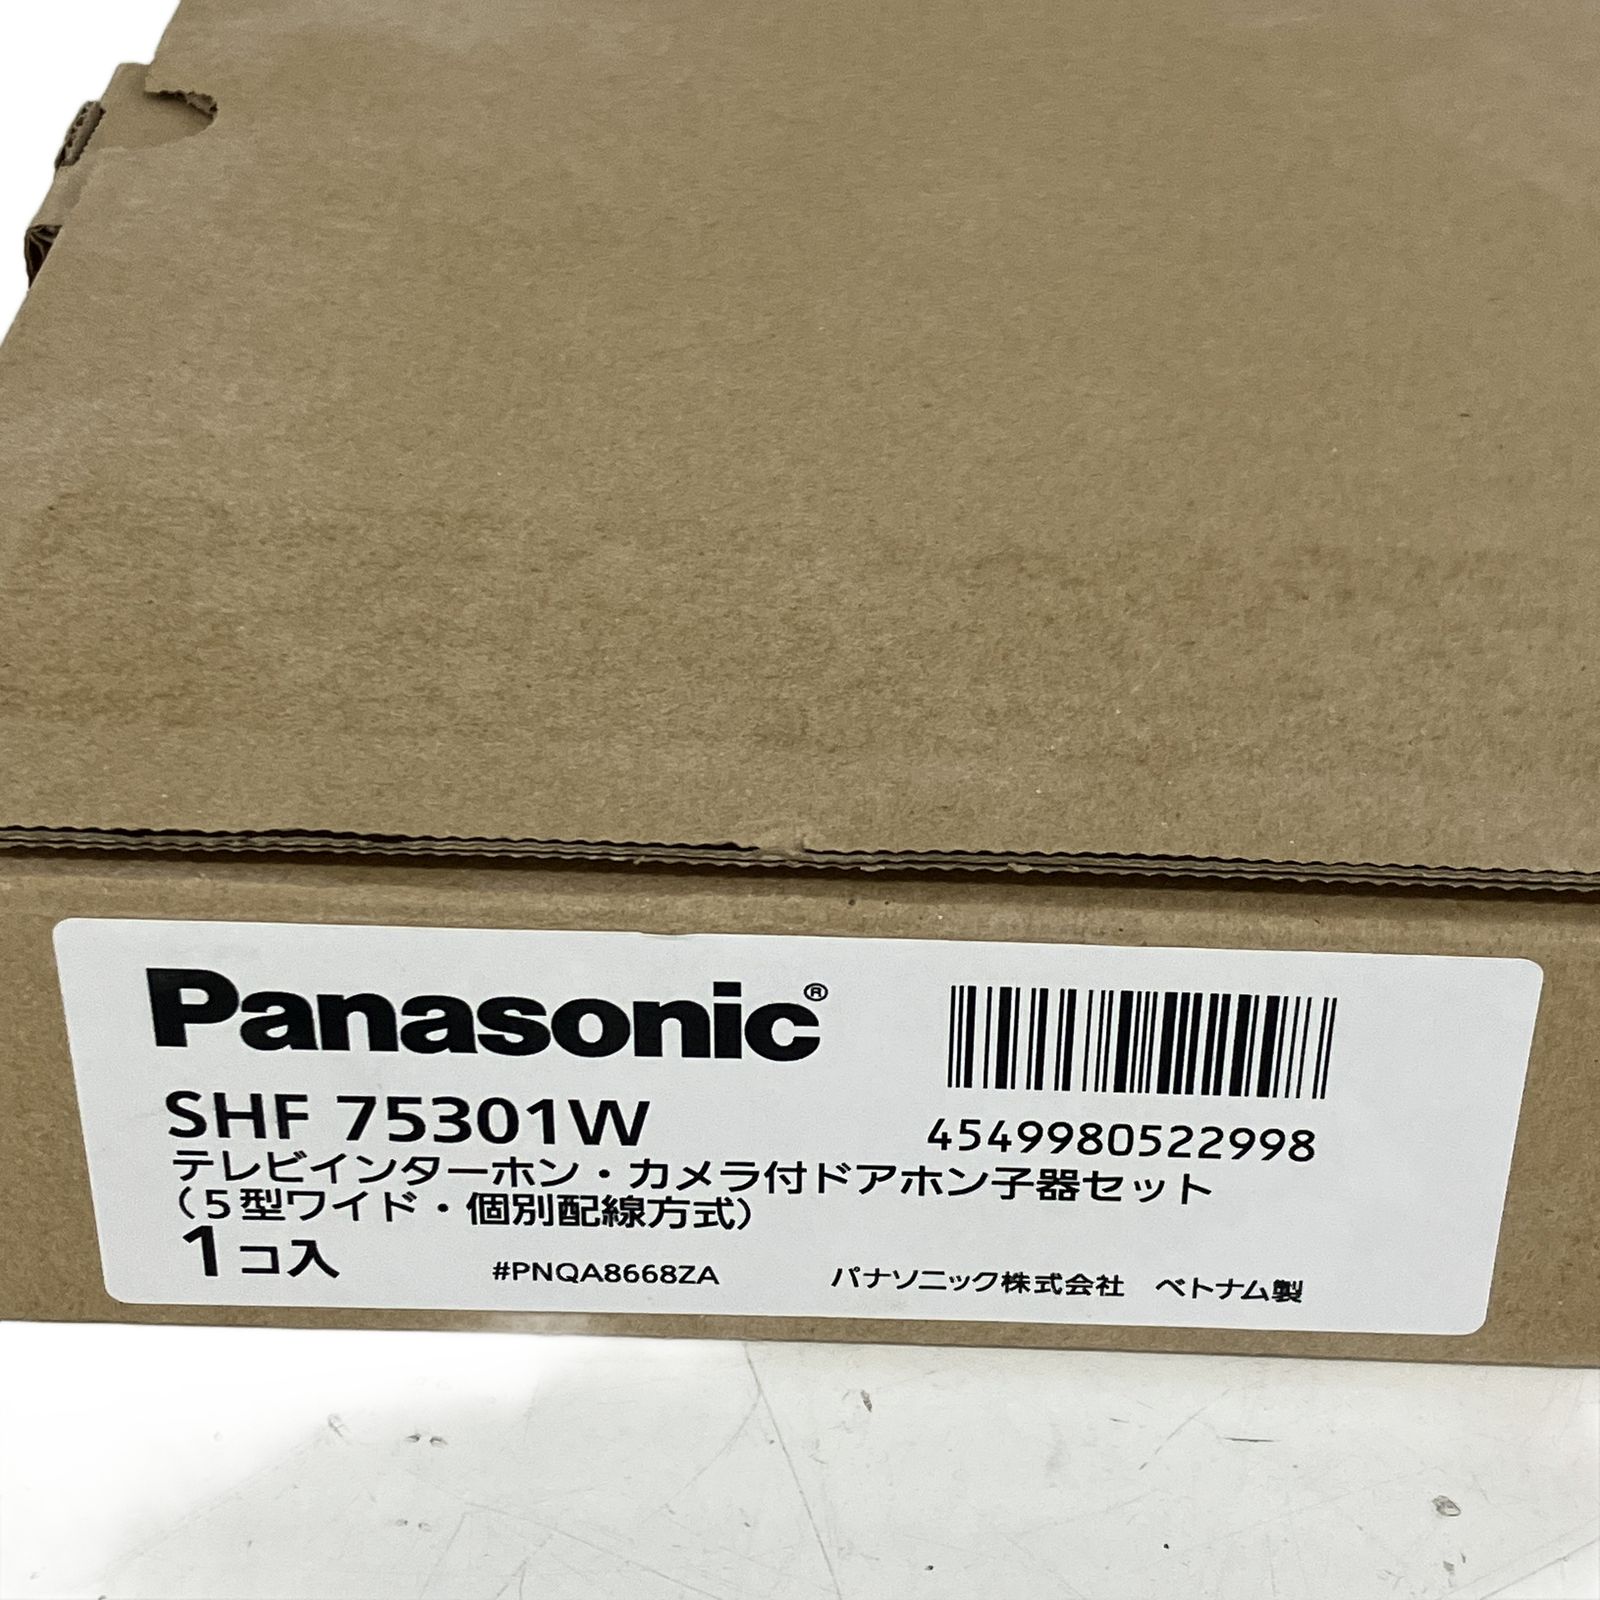 Panasonic®
SHF 75301W
4549980522998
テレビインターホン・カメラ付ドアホン子器セット
(5型ワイド・個別配線方式)
1コ入
#PNQA8668ZA
パナソニック株式会社 ベトナム製